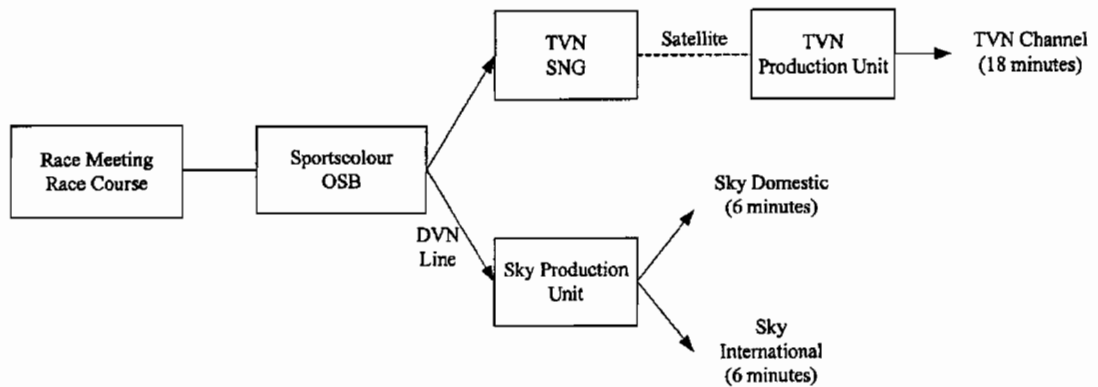 Race Meeting
Race Course
Sportscolour
OSB
TVN
SNG
Satellite
TVN
Production Unit
TVN Channel
(18 minutes)
DVN
Line
Sky Production
Unit
Sky Domestic
(6 minutes)
Sky
International
(6 minutes)